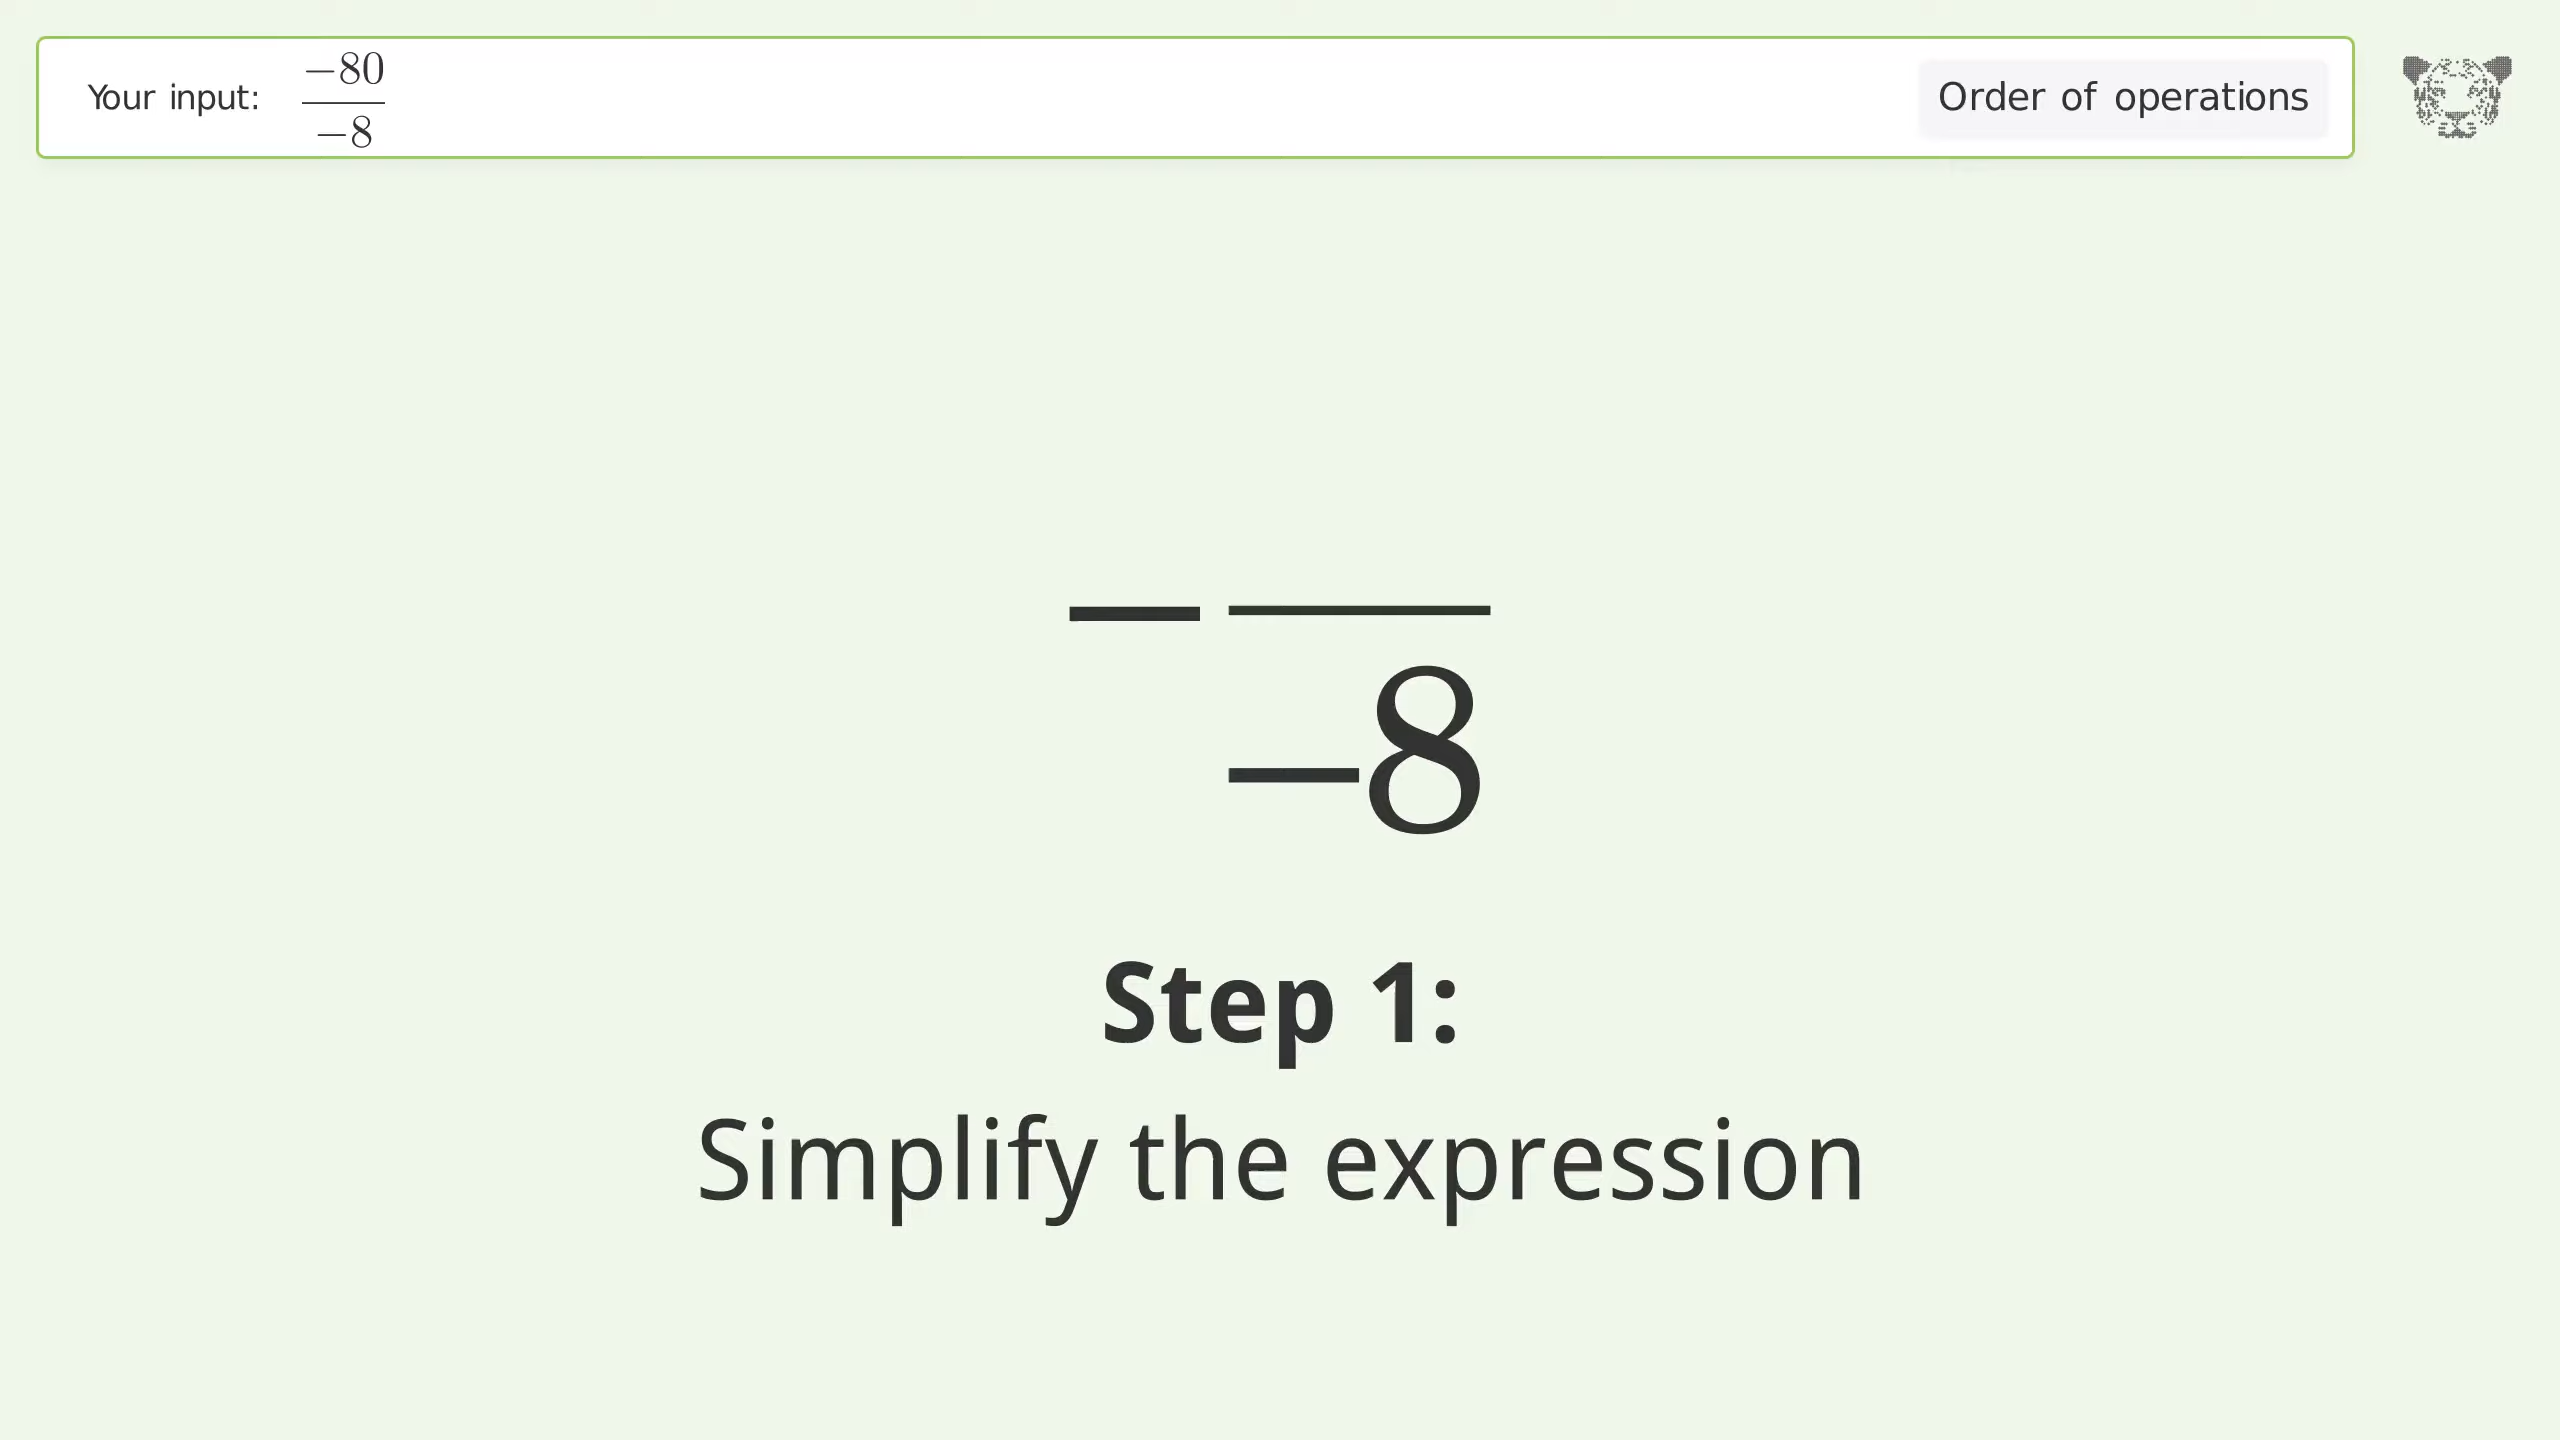 Your input: −80
−8
Order of operations
−
−8
Step 1:
Simplify the expression